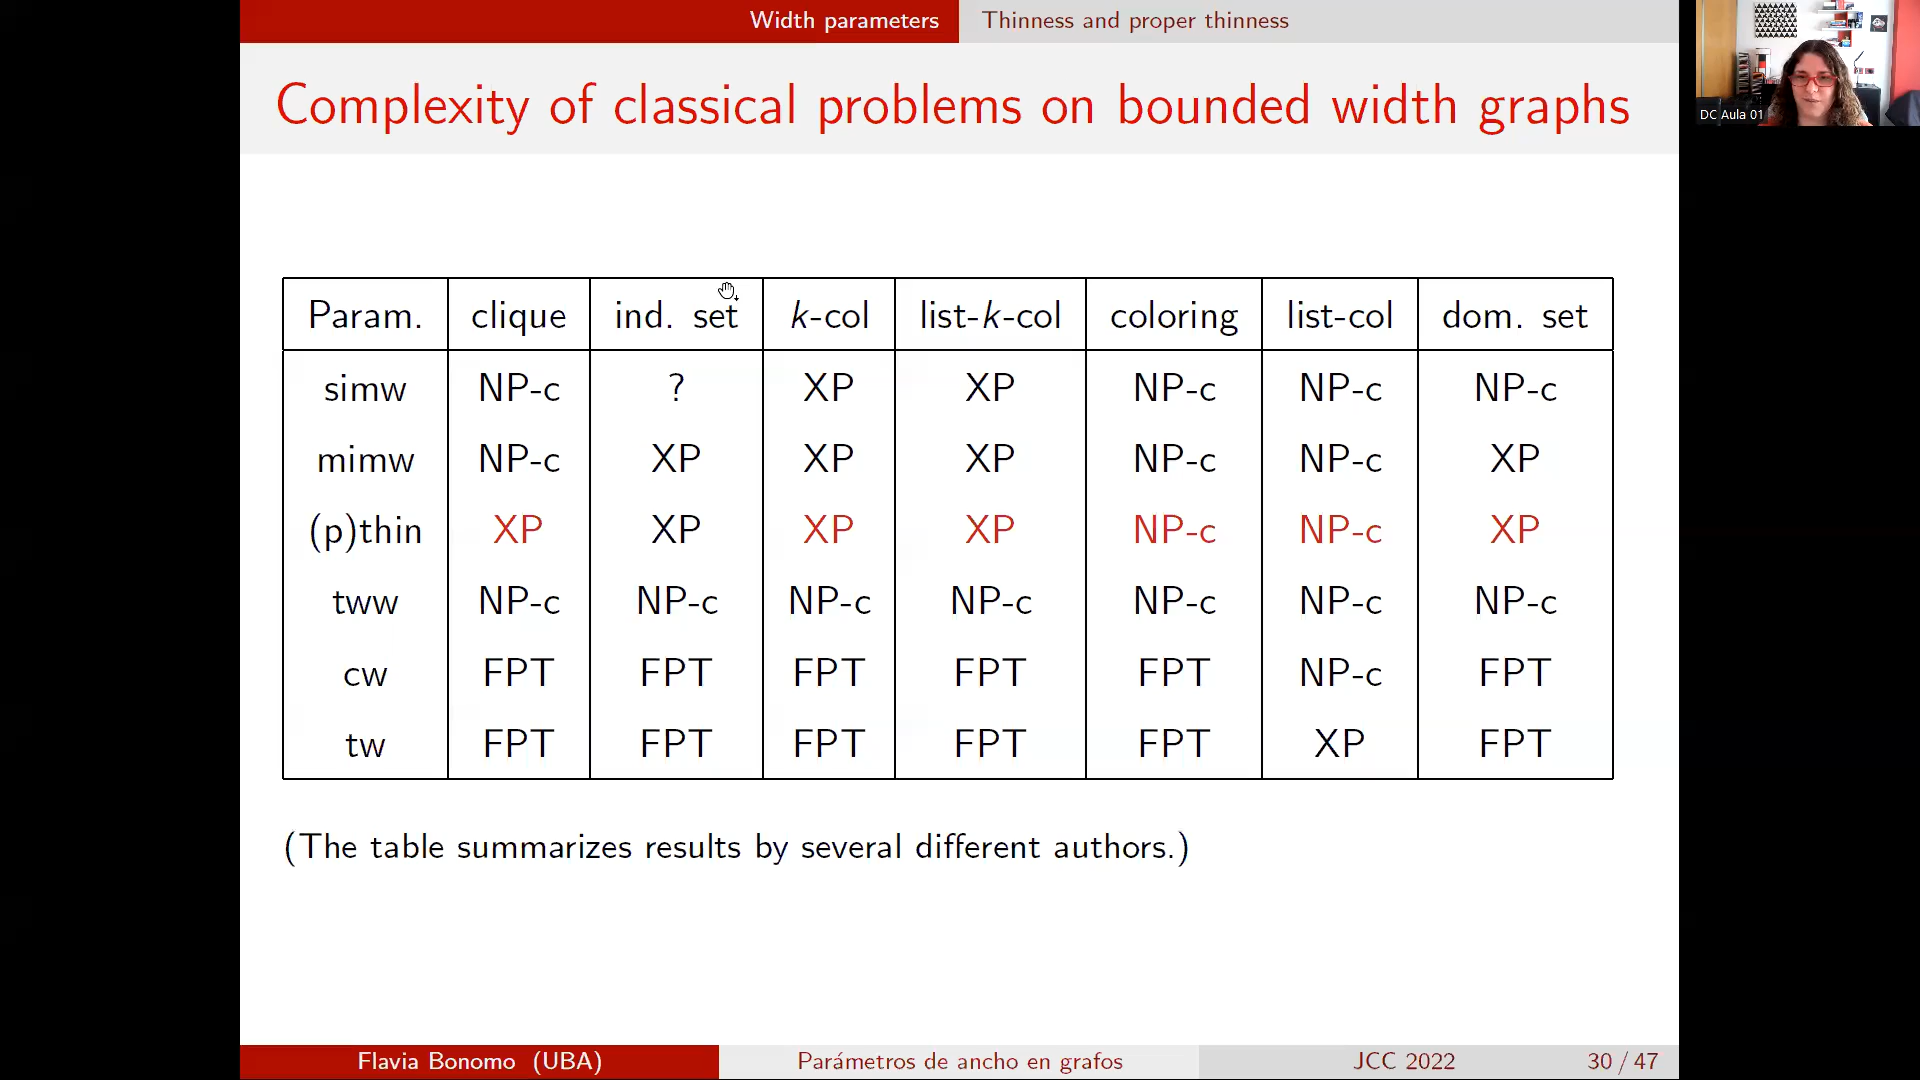 Width parameters Thinness and proper thinness
Complexity of classical problems on bounded width graphs
DC Aula 01
Param. clique ind. set k-col list-k-col coloring list-col dom. set
simw NP-c ? XP XP NP-c NP-c NP-c
mimw NP-c XP XP XP NP-c NP-c XP
(p)thin XP XP XP XP NP-c NP-c XP
tww NP-c NP-c NP-c NP-c NP-c NP-c NP-c
cw FPT FPT FPT FPT FPT NP-c FPT
tw FPT FPT FPT FPT FPT XP FPT
(The table summarizes results by several different authors.)
Flavia Bonomo (UBA) Parámetros de ancho en grafos JCC 2022 30 / 47